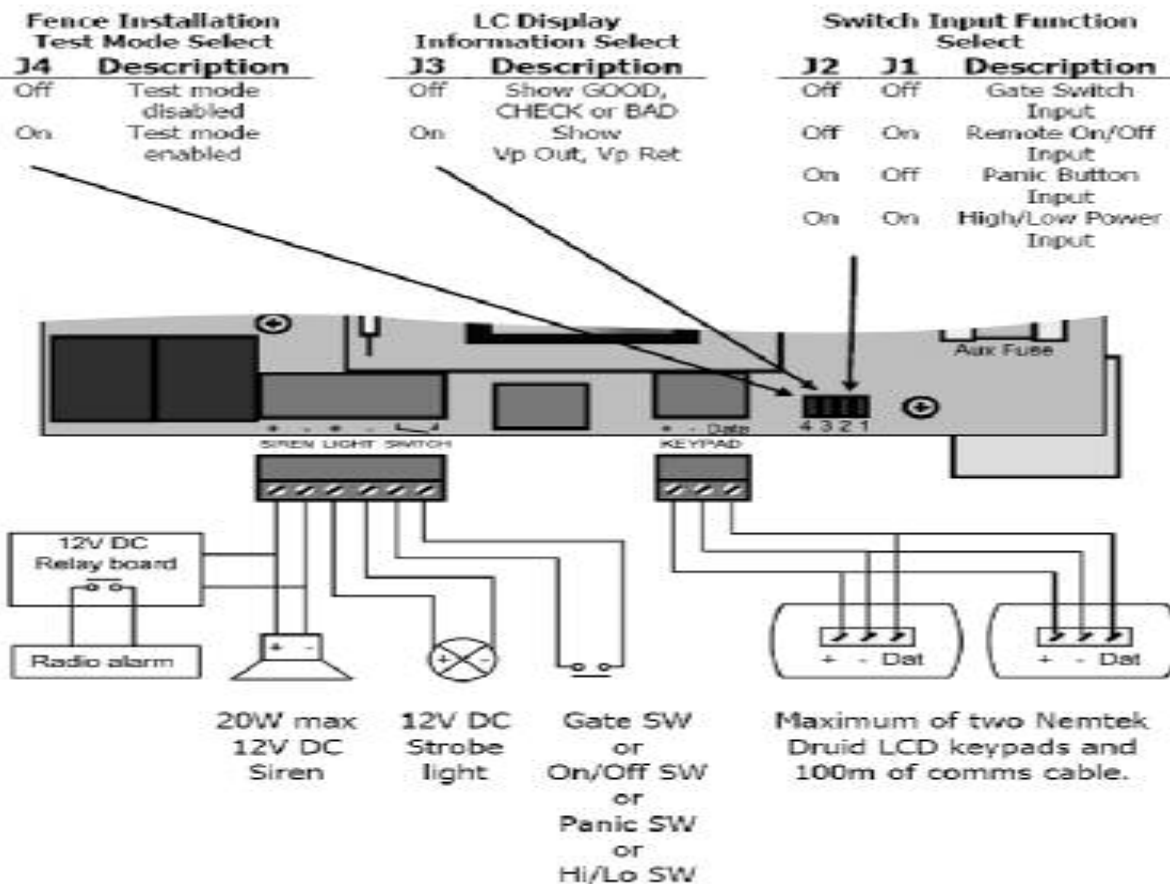 Fence Installation
Test Mode Select
J4 Description
Off Test mode
disabled
On Test mode
enabled
LC Display
Information Select
J3 Description
Off Show GOOD,
CHECK or BAD
On Show
Vp Out, Vp Ret
Switch Input Function
Select
J2 J1 Description
Off Off Gate Switch
Input
Off On Remote On/Off
Input
On Off Panic Button
Input
On On High/Low Power
Input
Aux Fuse
4 3 2 1
+ - + -
SIREN LIGHT SWITCH
+ - Data
KEYPAD
12V DC
Relay board
Radio alarm
+ -
+ -
+ - Dat
+ - Dat
20W max
12V DC
Siren
12V DC
Strobe
light
Gate SW
or
On/Off SW
or
Panic SW
or
Hi/Lo SW
Maximum of two Nemtek
Druid LCD keypads and
100m of comms cable.